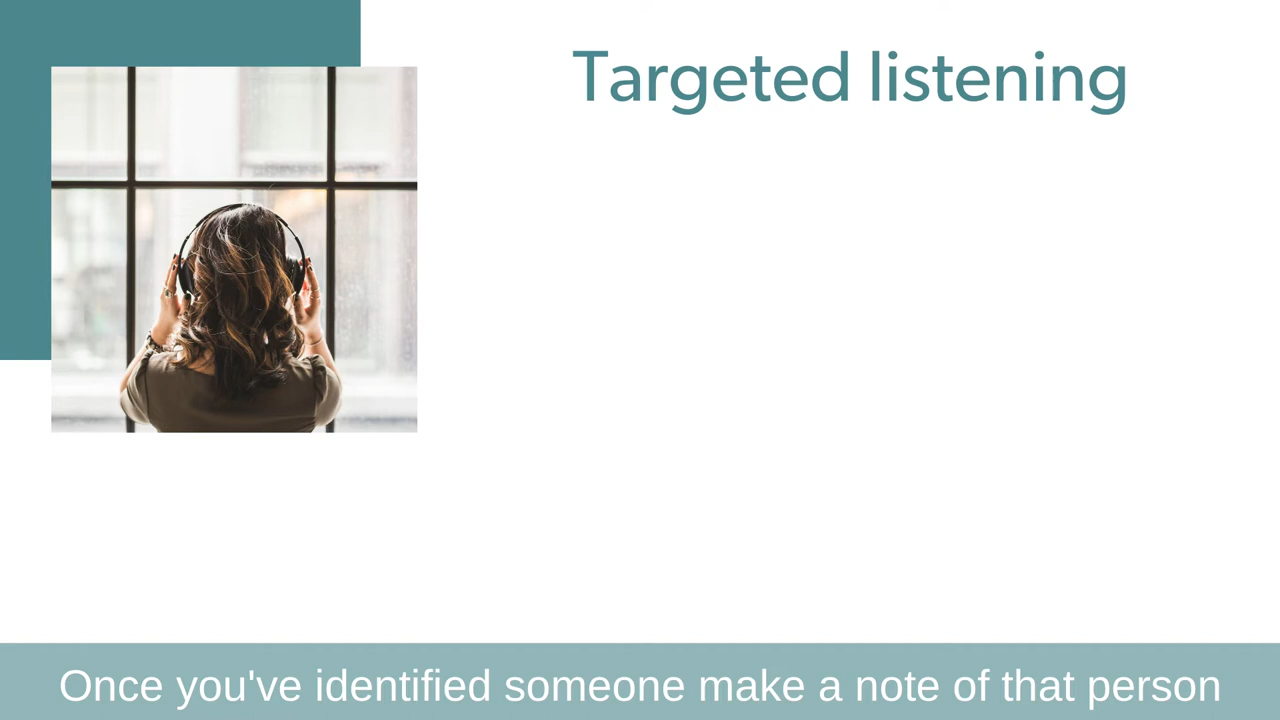 Targeted listening
Once you've identified someone make a note of that person